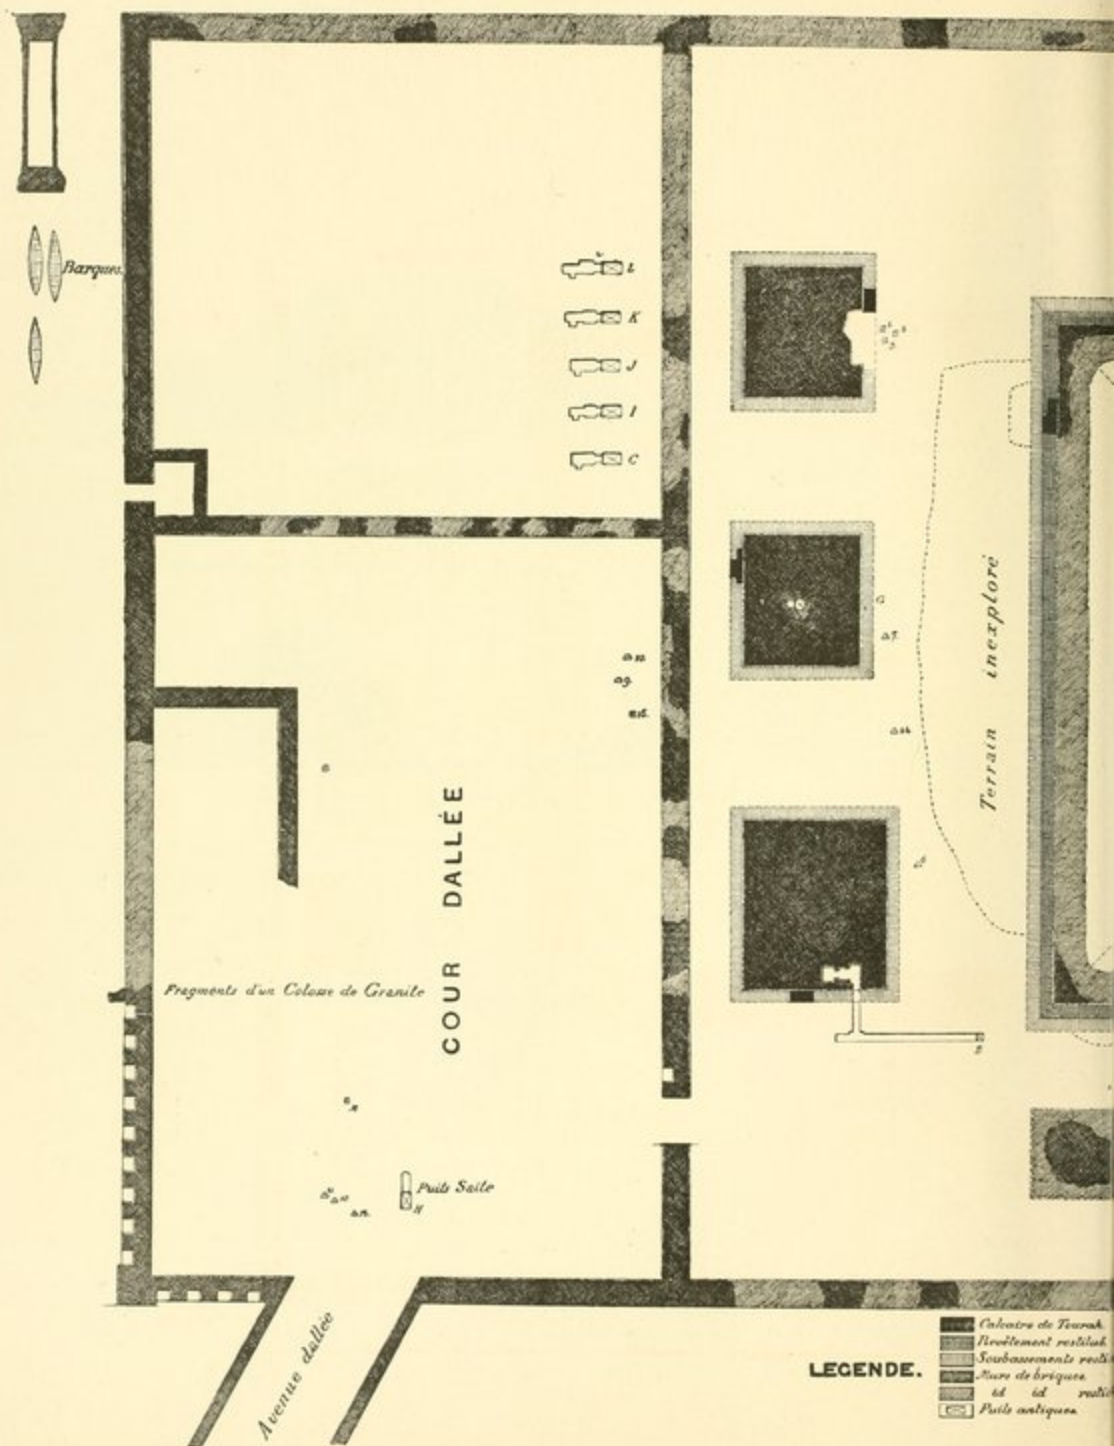 Barques.
L
K
J
I
C
Terrain inexploré
COUR DALLÉE
Fragments d'un Colosse de Granite
Puits Saïte
H
Avenue dallée
LEGENDE.
Calcaire de Tourah
Revêtement restitué
Soubassements resti
Murs de briques
id id resti
Puits antiques